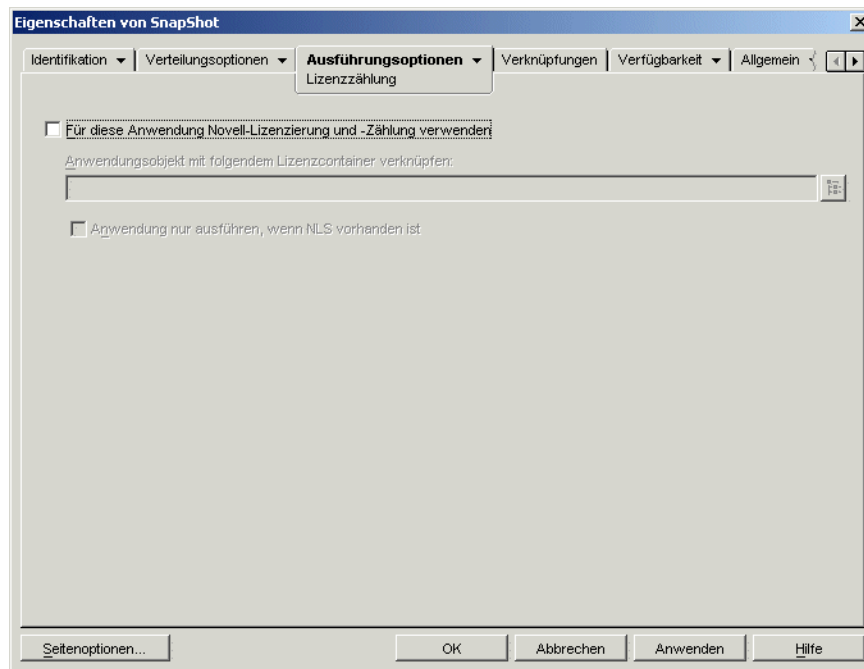 Eigenschaften von SnapShot
Identifikation Verteilungsoptionen Ausführungsoptionen Verknüpfungen Verfügbarkeit Allgemein
Lizenzzählung
Für diese Anwendung Novell-Lizenzierung und -Zählung verwenden
Anwendungsobjekt mit folgendem Lizenzcontainer verknüpfen:
Anwendung nur ausführen, wenn NLS vorhanden ist
Seitenoptionen... OK Abbrechen Anwenden Hilfe